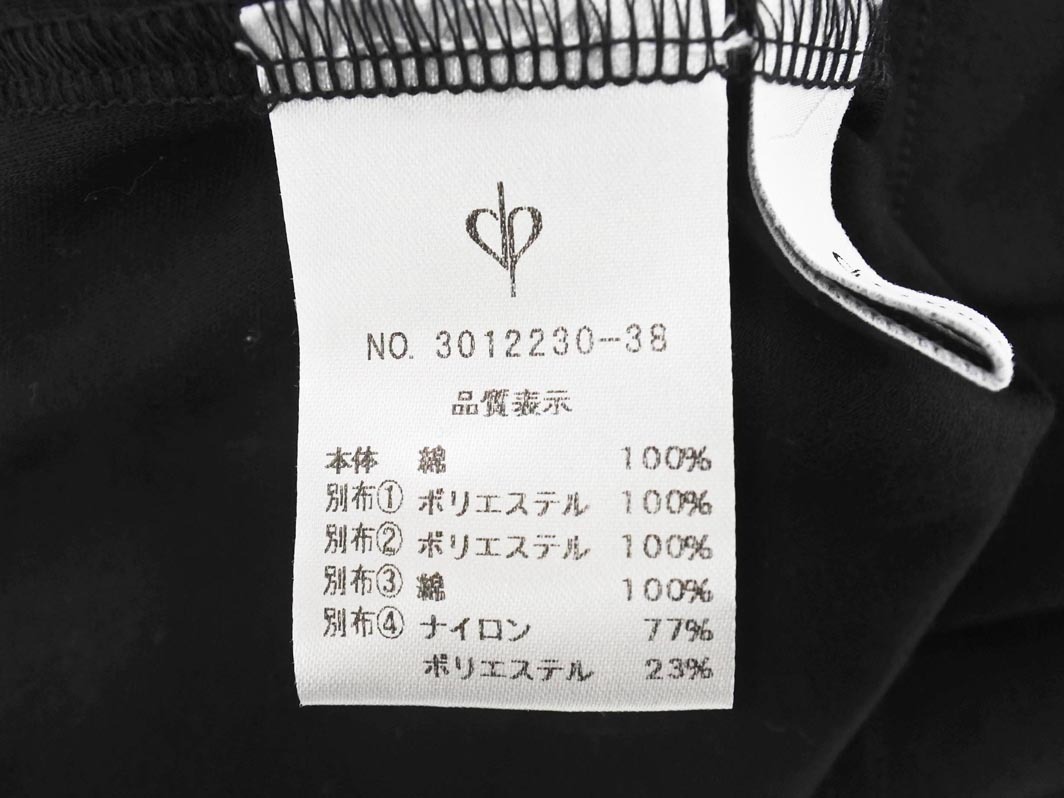 NO. 3012230-38
品質表示
本体 綿 100%
別布① ポリエステル 100%
別布② ポリエステル 100%
別布③ 綿 100%
別布④ ナイロン 77%
ポリエステル 23%